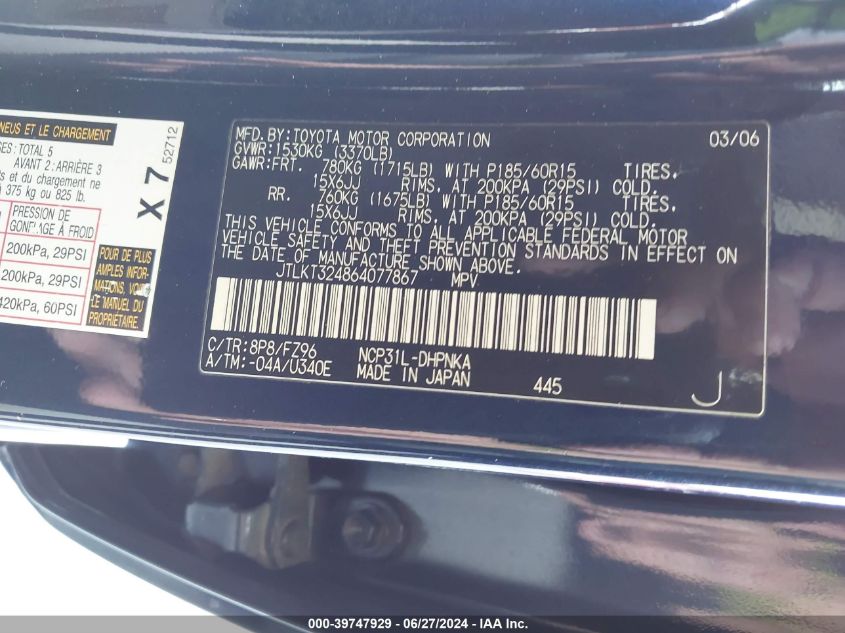 NEUS ET LE CHARGEMENT
TOTAL 5
AVANT 2: ARRIÈRE 3
et du chargement ne
375 kg ou 825 lb.
PRESSION DE
GONFLAGE À FROID
200kPa, 29PSI
200kPa, 29PSI
420kPa, 60PSI
POUR DE PLUS
AMPLES INFOR-
MATIONS, VOIR
LE MANUEL DU
PROPRIÉTAIRE.
X 7
52712
MFD.BY:TOYOTA MOTOR CORPORATION 03/06
GVWR:1530KG (3370LB)
GAWR:FRT. 780KG (1715LB) WITH P185/60R15 TIRES,
15X6JJ RIMS, AT 200KPA (29PSI) COLD.
RR. 760KG (1675LB) WITH P185/60R15 TIRES,
15X6JJ RIMS, AT 200KPA (29PSI) COLD.
THIS VEHICLE CONFORMS TO ALL APPLICABLE FEDERAL MOTOR
VEHICLE SAFETY AND THEFT PREVENTION STANDARDS IN EFFECT ON
THE DATE OF MANUFACTURE SHOWN ABOVE.
JTLKT324864077867 MPV
C/TR:8P8/FZ96 NCP31L-DHPNKA
A/TM:-04A/U340E MADE IN JAPAN 445 J
000-39747929 - 06/27/2024 - IAA Inc.